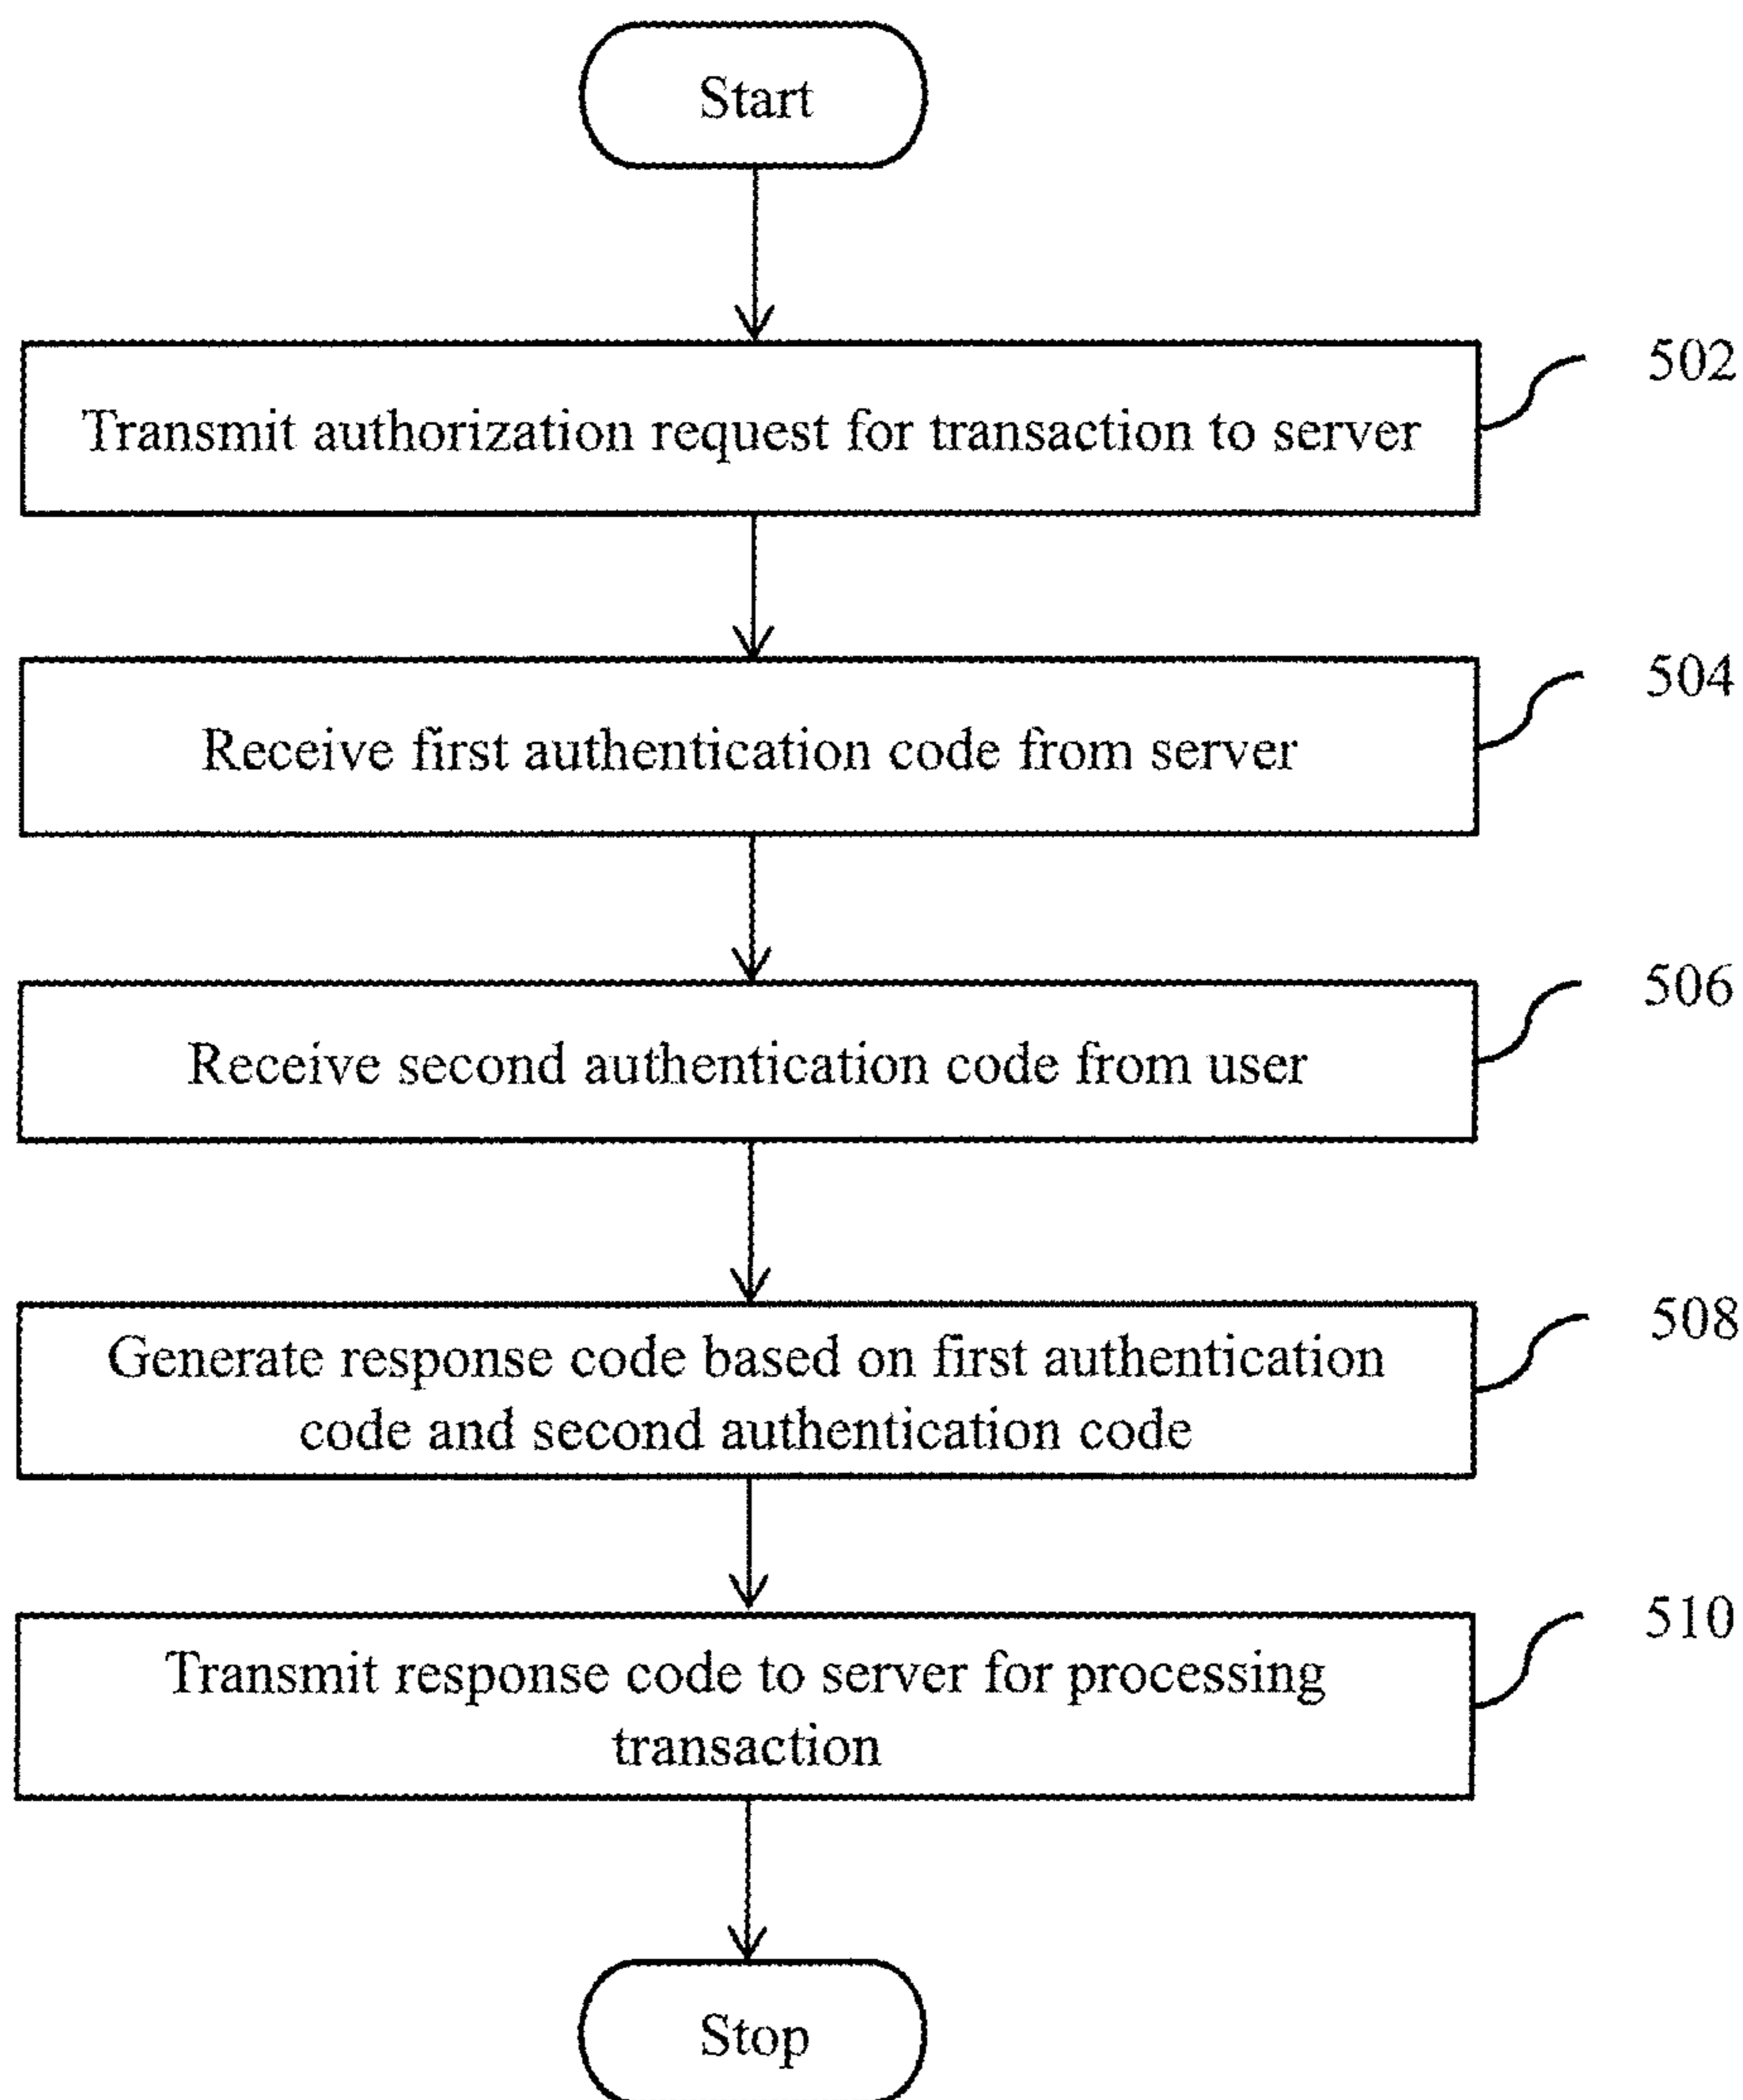 Start
Transmit authorization request for transaction to server
502
Receive first authentication code from server
504
Receive second authentication code from user
506
Generate response code based on first authentication
code and second authentication code
508
Transmit response code to server for processing
transaction
510
Stop